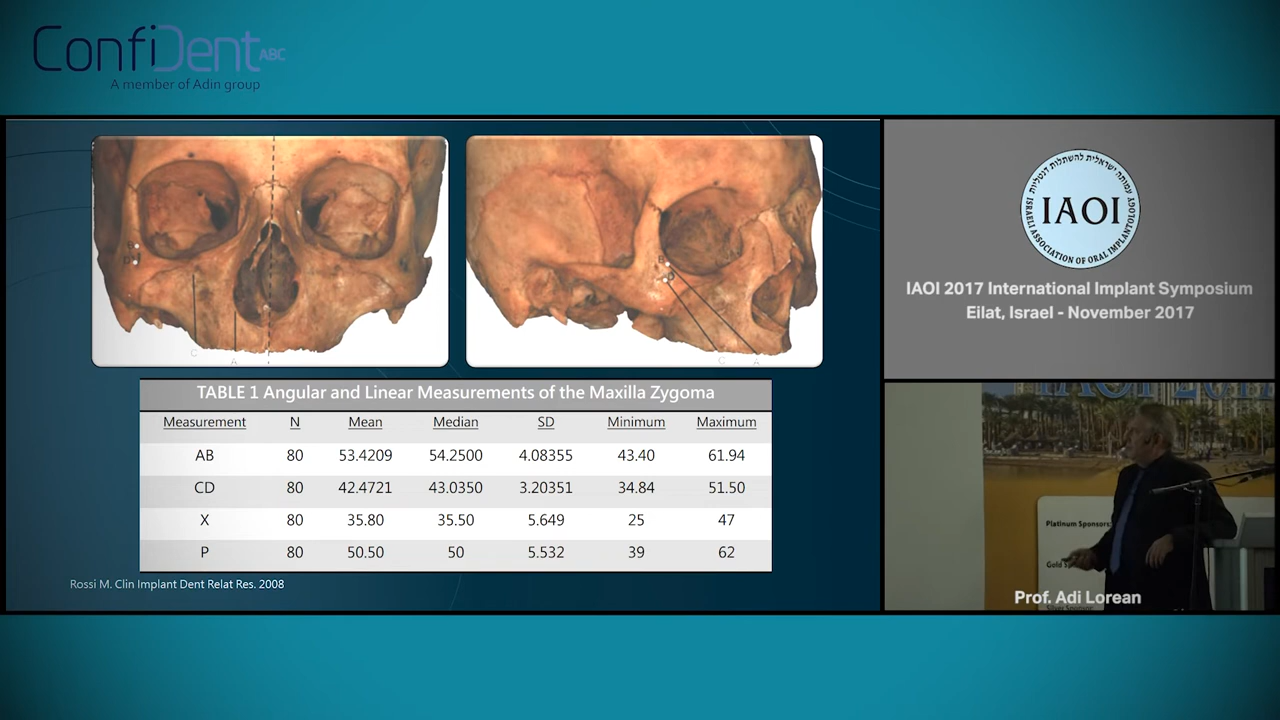 ConfiDent ABC
A member of Adin group
C
A
C
A
TABLE 1 Angular and Linear Measurements of the Maxilla Zygoma
Measurement N Mean Median SD Minimum Maximum
AB 80 53.4209 54.2500 4.08355 43.40 61.94
CD 80 42.4721 43.0350 3.20351 34.84 51.50
X 80 35.80 35.50 5.649 25 47
P 80 50.50 50 5.532 39 62
Rossi M. Clin Implant Dent Relat Res. 2008
עמותה ישראלית להשתלות דנטליות
IAOI
ISRAELI ASSOCIATION OF ORAL IMPLANTOLOGY
IAOI 2017 International Implant Symposium
Eilat, Israel - November 2017
Platinum Sponsors:
Gold
Prof. Adi Lorean